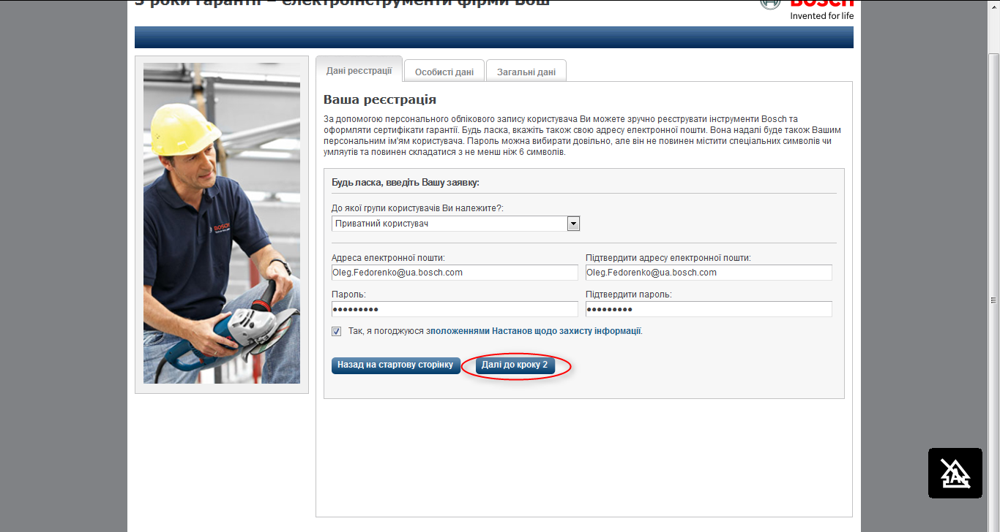 3 роки гарантії – електроінструменти фірми Бош
BOSCH
Invented for life
Дані реєстрації
Особисті дані
Загальні дані
Ваша реєстрація
За допомогою персонального облікового запису користувача Ви можете зручно реєструвати інструменти Bosch та
оформляти сертифікати гарантії. Будь ласка, вкажіть також свою адресу електронної пошти. Вона надалі буде також Вашим
персональним ім'ям користувача. Пароль можна вибирати довільно, але він не повинен містити спеціальних символів чи
умляутів та повинен складатися з не менш ніж 6 символів.
Будь ласка, введіть Вашу заявку:
До якої групи користувачів Ви належите?:
Приватний користувач
Адреса електронної пошти:
Підтвердити адресу електронної пошти:
Oleg.Fedorenko@ua.bosch.com
Oleg.Fedorenko@ua.bosch.com
Пароль:
Підтвердити пароль:
●●●●●●●●●
●●●●●●●●●
Так, я погоджуюся зположеннями Настанов щодо захисту інформації.
Назад на стартову сторінку
Далі до кроку 2
BOSCH